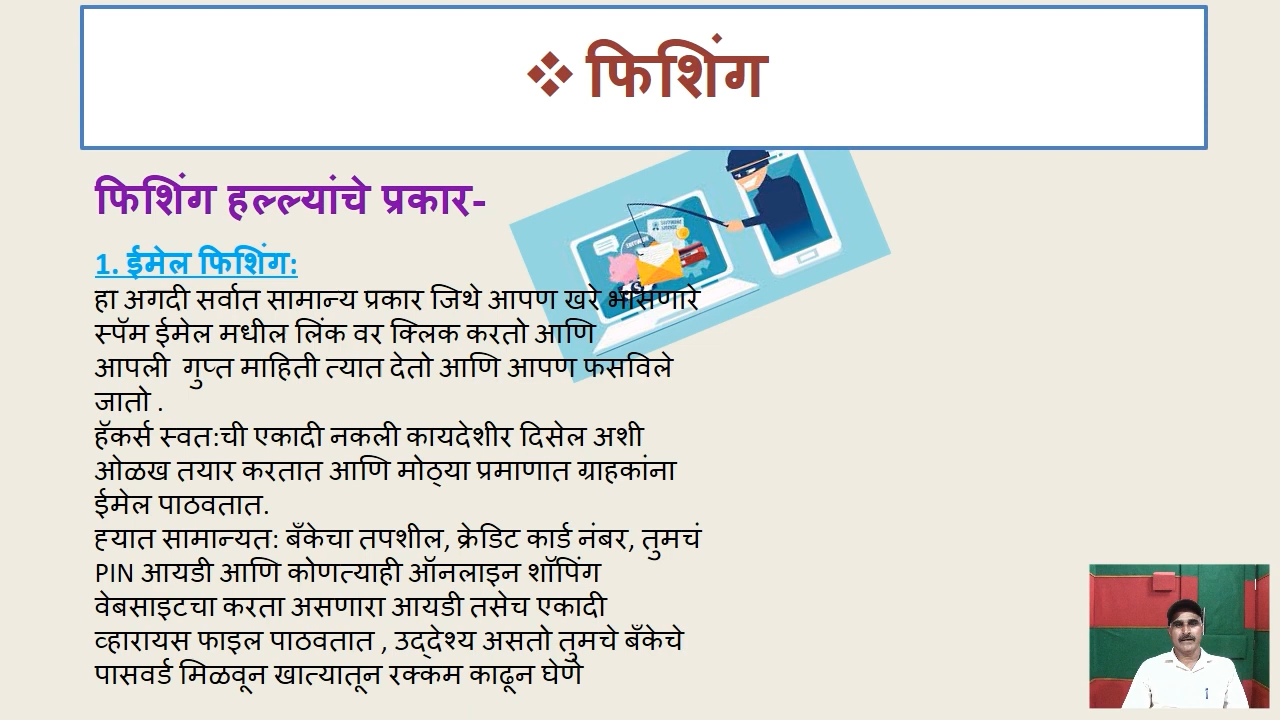 ❖ फिशिंग
फिशिंग हल्ल्यांचे प्रकार-
1. ईमेल फिशिंग:
हा अगदी सर्वात सामान्य प्रकार जिथे आपण खरे भासणारे
स्पॅम ईमेल मधील लिंक वर क्लिक करतो आणि
आपली गुप्त माहिती त्यात देतो आणि आपण फसविले
जातो .
हॅकर्स स्वत:ची एकादी नकली कायदेशीर दिसेल अशी
ओळख तयार करतात आणि मोठ्या प्रमाणात ग्राहकांना
ईमेल पाठवतात.
ह्यात सामान्यत: बँकेचा तपशील, क्रेडिट कार्ड नंबर, तुमचं
PIN आयडी आणि कोणत्याही ऑनलाइन शॉपिंग
वेबसाइटचा करता असणारा आयडी तसेच एकादी
व्हारायस फाइल पाठवतात , उद्देश्य असतो तुमचे बँकेचे
पासवर्ड मिळवून खात्यातून रक्कम काढून घेणे